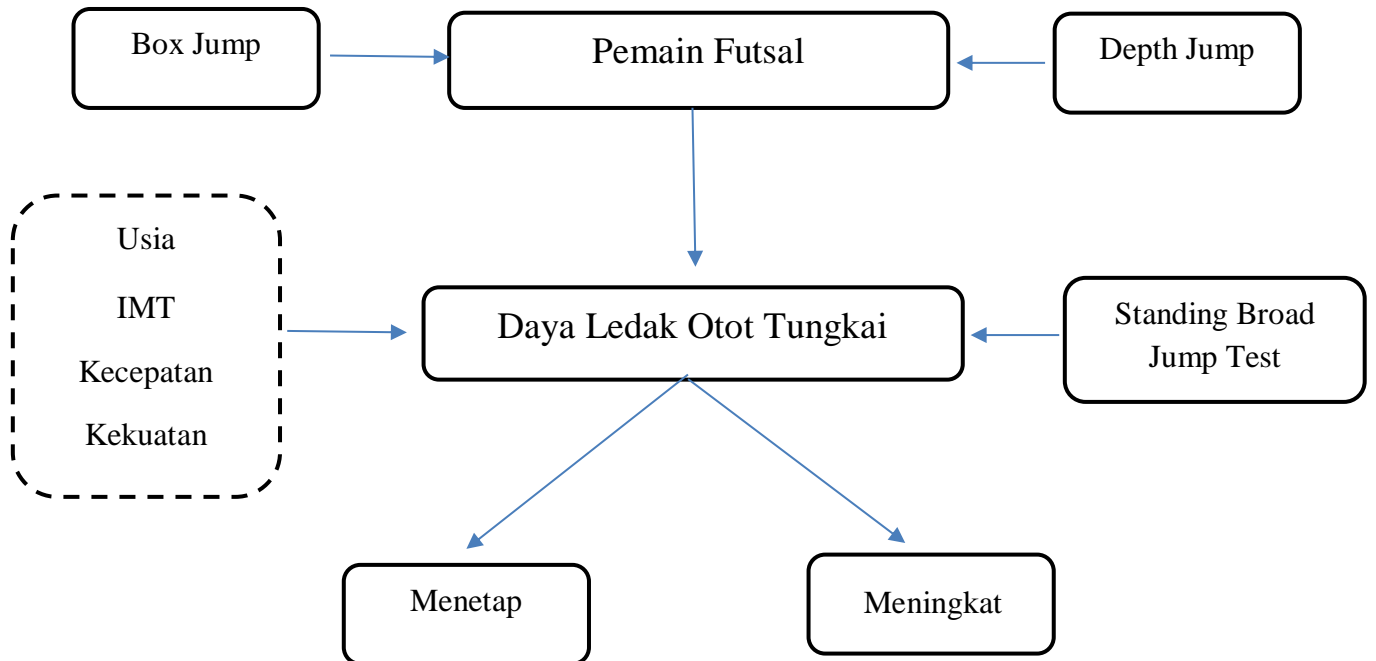 Box Jump
Pemain Futsal
Depth Jump
Usia
IMT
Kecepatan
Kekuatan
Daya Ledak Otot Tungkai
Standing Broad
Jump Test
Menetap
Meningkat